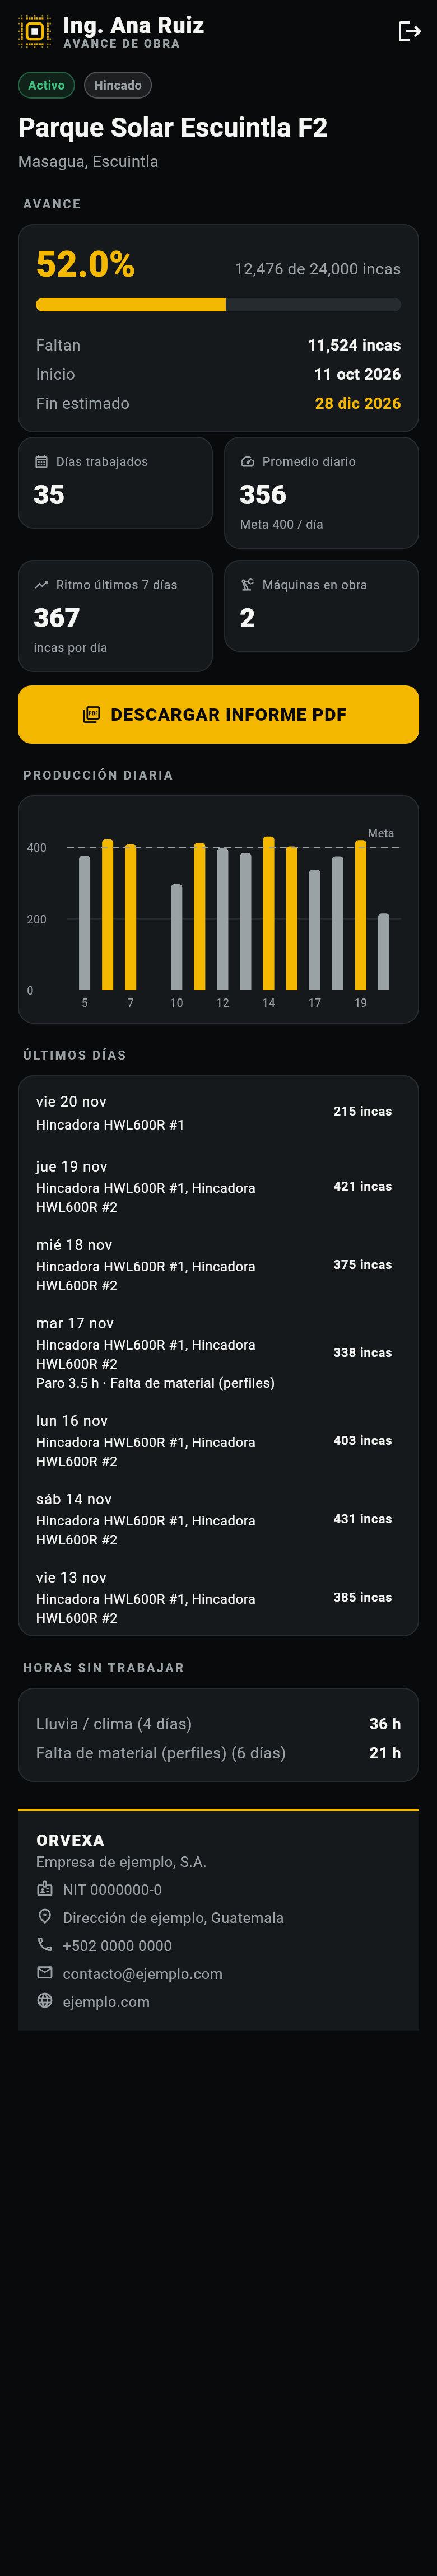 Ing. Ana Ruiz
AVANCE DE OBRA
Activo
Hincado
Parque Solar Escuintla F2
Masagua, Escuintla
AVANCE
52.0%
12,476 de 24,000 incas
Faltan
11,524 incas
Inicio
11 oct 2026
Fin estimado
28 dic 2026
Días trabajados
35
Promedio diario
356
Meta 400 / día
Ritmo últimos 7 días
367
incas por día
Máquinas en obra
2
PDF
DESCARGAR INFORME PDF
PRODUCCIÓN DIARIA
Meta
400
200
0
5
7
10
12
14
17
19
ÚLTIMOS DÍAS
vie 20 nov
Hincadora HWL600R #1
215 incas
jue 19 nov
Hincadora HWL600R #1, Hincadora
HWL600R #2
421 incas
mié 18 nov
Hincadora HWL600R #1, Hincadora
HWL600R #2
375 incas
mar 17 nov
Hincadora HWL600R #1, Hincadora
HWL600R #2
Paro 3.5 h · Falta de material (perfiles)
338 incas
lun 16 nov
Hincadora HWL600R #1, Hincadora
HWL600R #2
403 incas
sáb 14 nov
Hincadora HWL600R #1, Hincadora
HWL600R #2
431 incas
vie 13 nov
Hincadora HWL600R #1, Hincadora
HWL600R #2
385 incas
HORAS SIN TRABAJAR
Lluvia / clima (4 días)
36 h
Falta de material (perfiles) (6 días)
21 h
ORVEXA
Empresa de ejemplo, S.A.
NIT 0000000-0
Dirección de ejemplo, Guatemala
+502 0000 0000
contacto@ejemplo.com
ejemplo.com